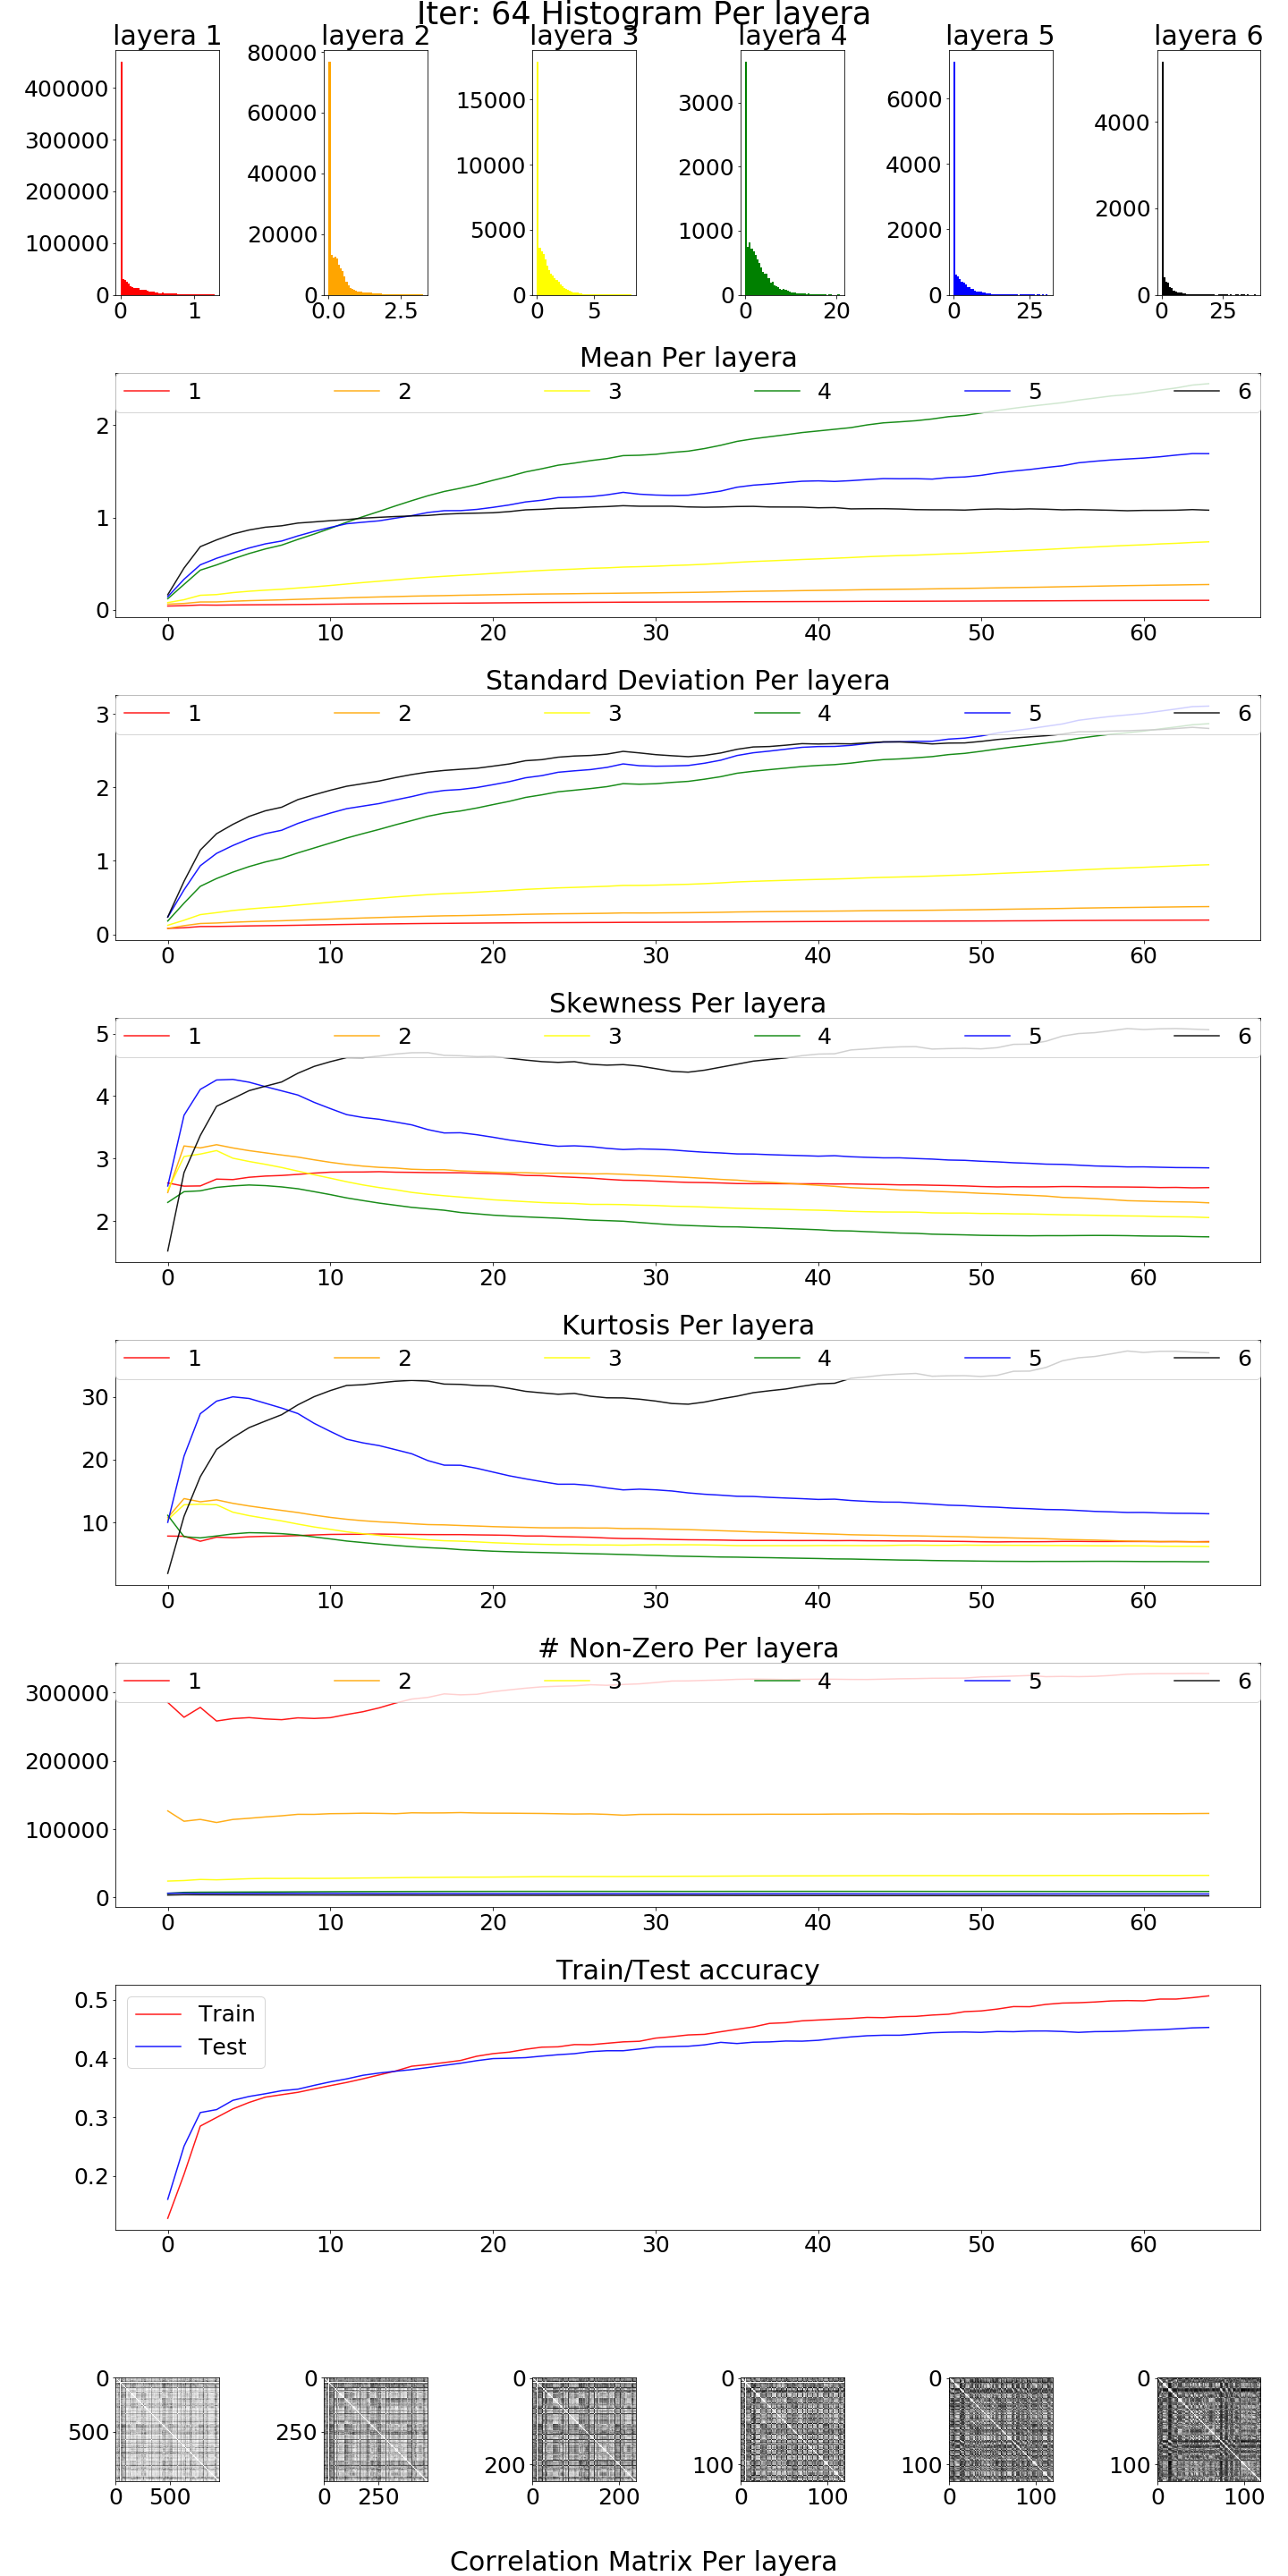 Iter: 64 Histogram Per layera
layera 1 layera 2 layera 3 layera 4 layera 5 layera 6
400000 300000 200000 100000 0
0 1
80000 60000 40000 20000 0
0.0 2.5
15000 10000 5000 0
0 5
3000 2000 1000 0
0 20
6000 4000 2000 0
0 25
4000 2000 0
0 25
Mean Per layera
1 2 3 4 5 6
2
1
0
0 10 20 30 40 50 60
Standard Deviation Per layera
1 2 3 4 5 6
3
2
1
0
0 10 20 30 40 50 60
Skewness Per layera
1 2 3 4 5 6
5
4
3
2
0 10 20 30 40 50 60
Kurtosis Per layera
1 2 3 4 5 6
30
20
10
0 10 20 30 40 50 60
# Non-Zero Per layera
1 2 3 4 5 6
300000
200000
100000
0
0 10 20 30 40 50 60
Train/Test accuracy
Train
Test
0.5
0.4
0.3
0.2
0 10 20 30 40 50 60
0 500
0 500
0 250
0 250
0 200
0 200
0 100
0 100
0 100
0 100
0 100
0 100
Correlation Matrix Per layera